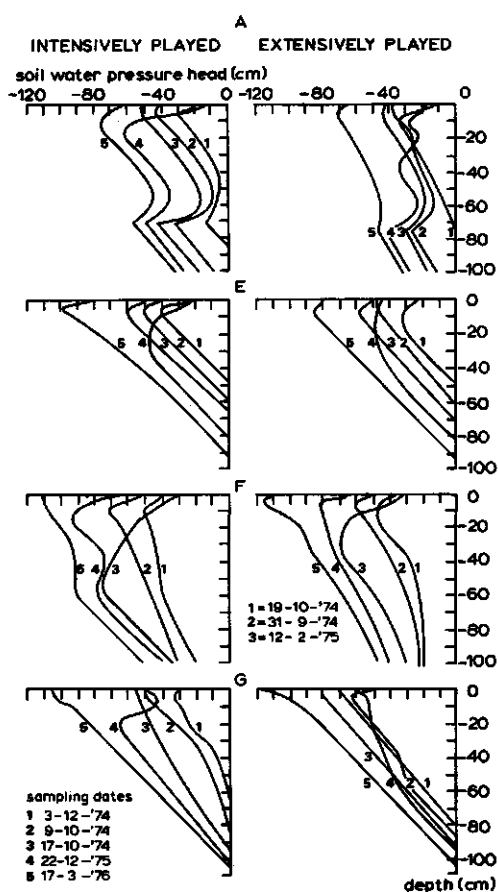 A
INTENSIVELY PLAYED EXTENSIVELY PLAYED
soil water pressure head (cm)
-120 -80 -40 0 -120 -80 -40 0
0
5 4 3 2 1
-20
-40
-60
5 4 3 2 1
-80
-100
E
0
5 4 3 2 1 5 4 3 2 1
-20
-40
-60
-80
-100
F
0
-20
5 4 3 2 1 5 4 3 2 1
-40
1=19-10-'74
2=31-9-'74
3=12-2-'75
-60
-80
-100
G
0
5 4 3 2 1
-20
3
-40
5 4 2 1
-60
sampling dates
1 3-12-'74
2 9-10-'74
3 17-10-'74
4 22-12-'75
5 17-3-'76
-80
-100
depth (cm)